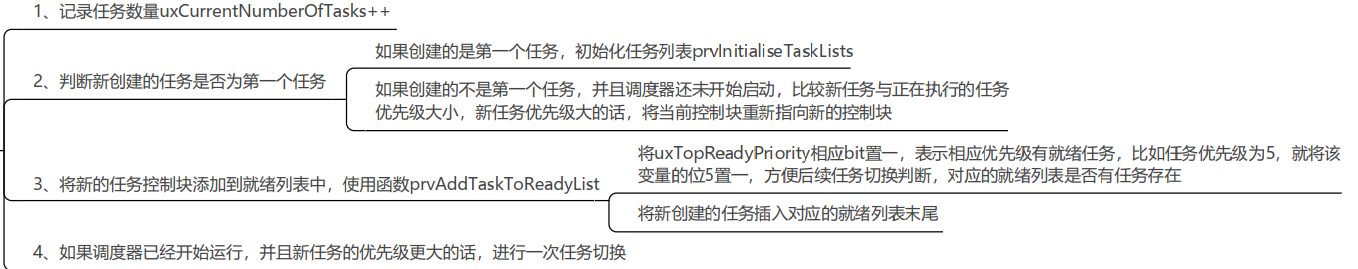 1、记录任务数量uxCurrentNumberOfTasks++
2、判断新创建的任务是否为第一个任务
如果创建的是第一个任务，初始化任务列表prvInitialiseTaskLists
如果创建的不是第一个任务，并且调度器还未开始启动，比较新任务与正在执行的任务
优先级大小，新任务优先级大的话，将当前控制块重新指向新的控制块
3、将新的任务控制块添加到就绪列表中，使用函数prvAddTaskToReadyList
将uxTopReadyPriority相应bit置一，表示相应优先级有就绪任务，比如任务优先级为5，就将该
变量的位5置一，方便后续任务切换判断，对应的就绪列表是否有任务存在
将新创建的任务插入对应的就绪列表末尾
4、如果调度器已经开始运行，并且新任务的优先级更大的话，进行一次任务切换